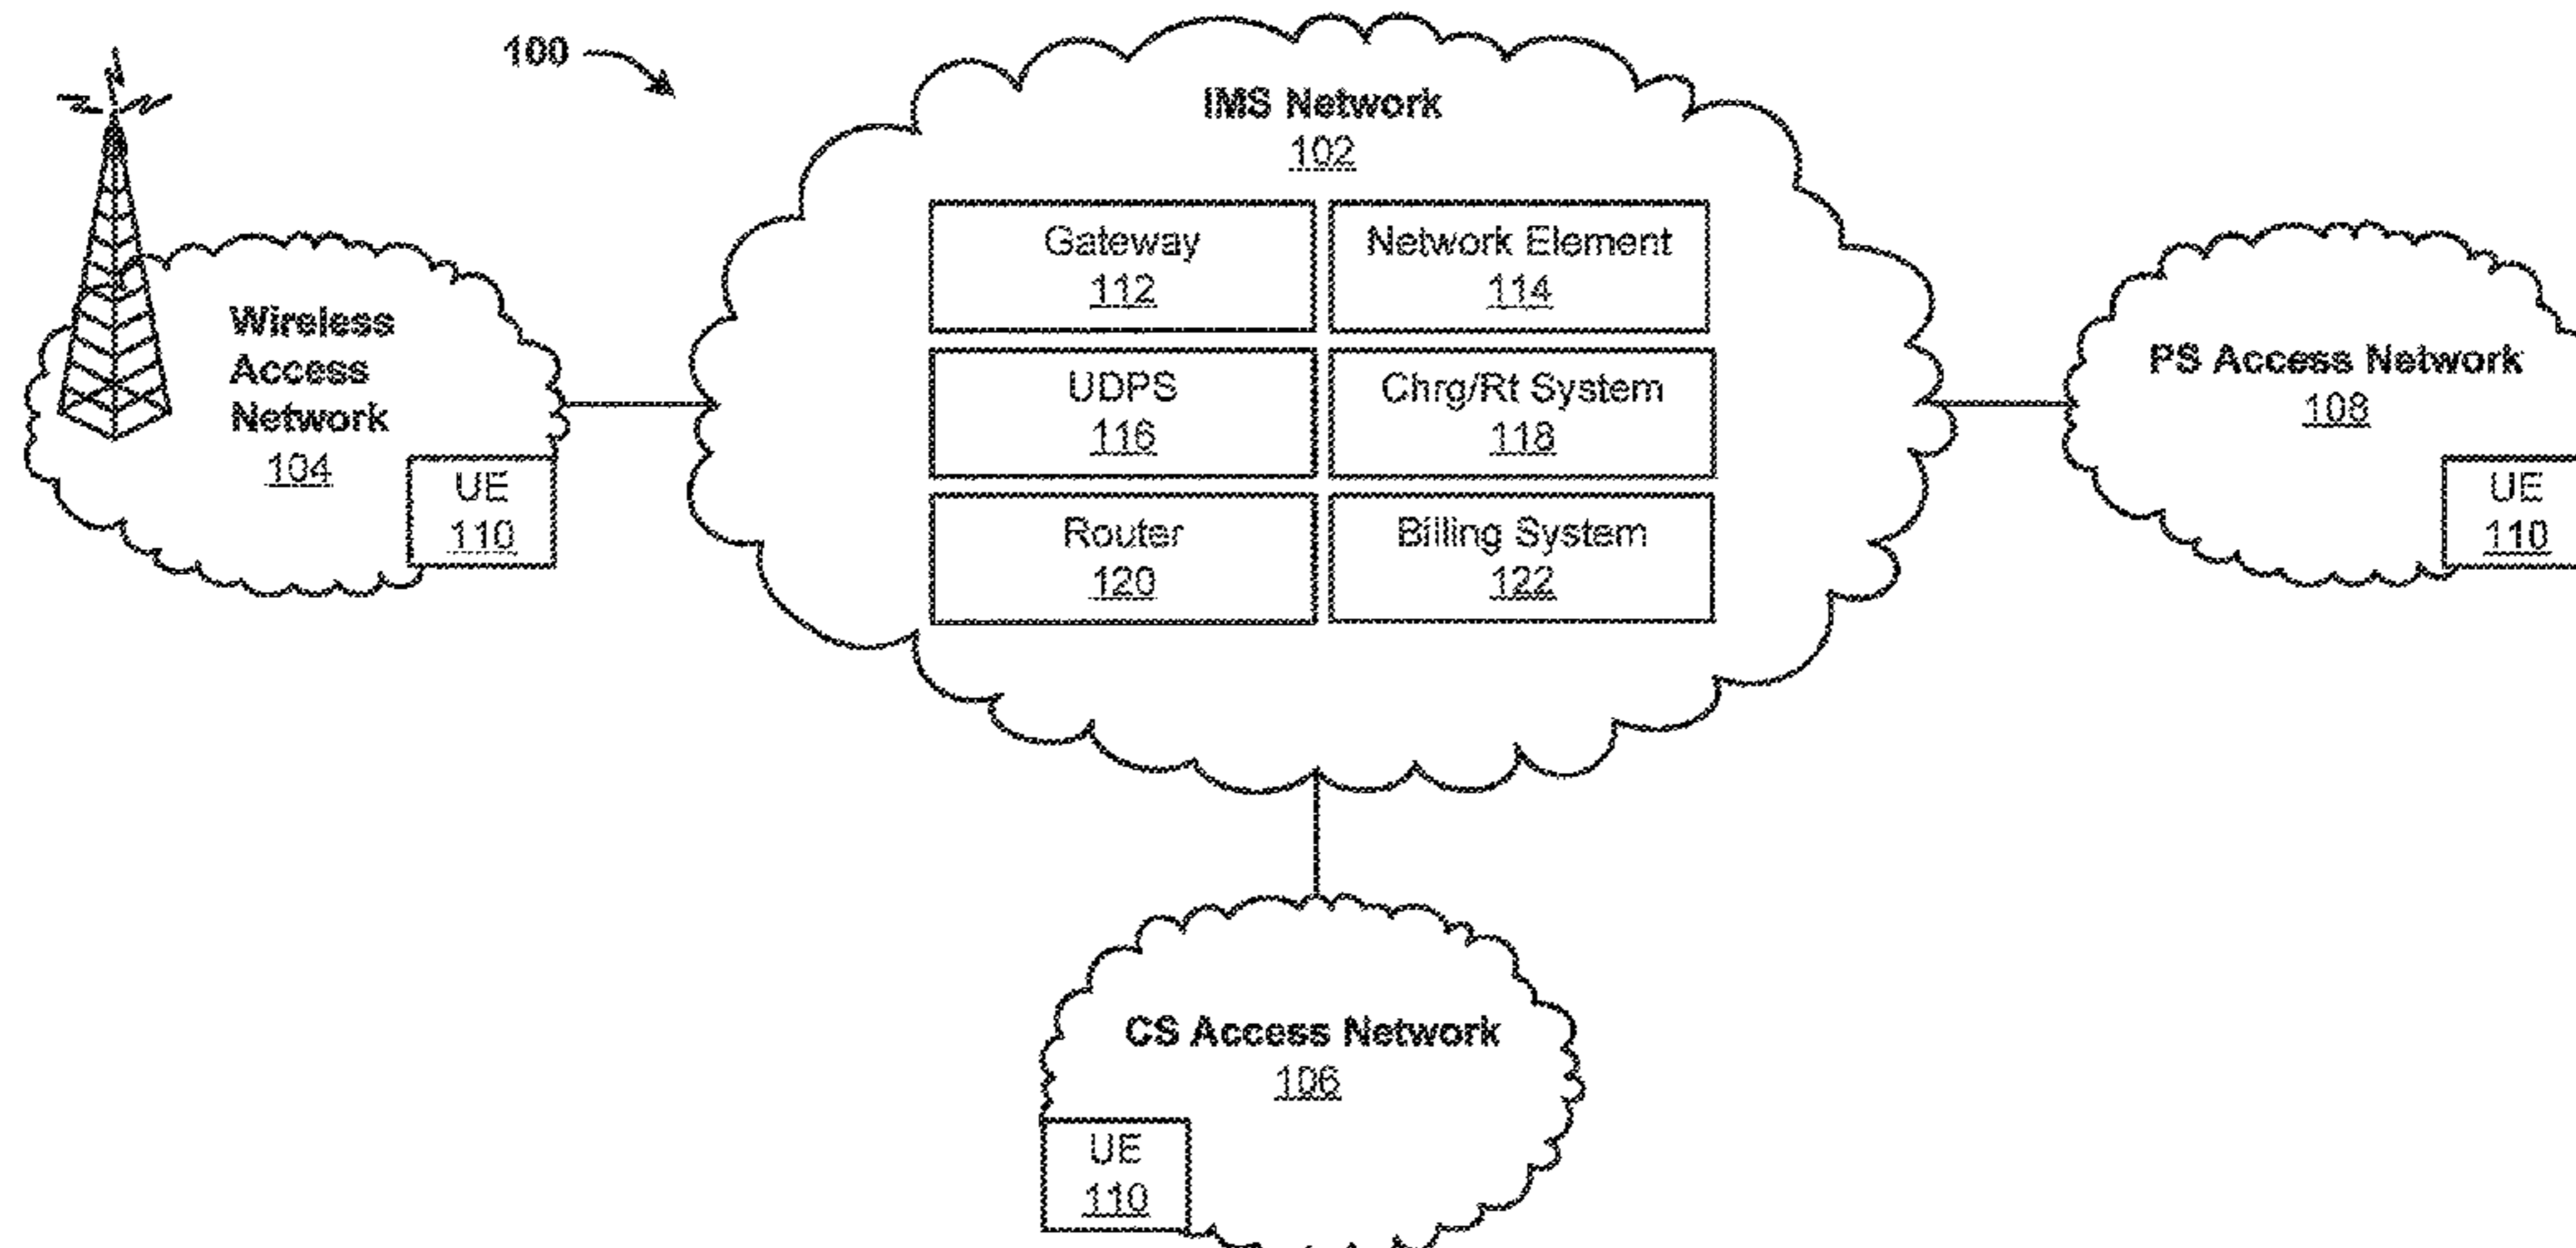 100
IMS Network
102
Gateway
112
Network Element
114
UDPS
116
Chrg/Rt System
118
Router
120
Billing System
122
Wireless
Access
Network
104
UE
110
PS Access Network
108
UE
110
CS Access Network
106
UE
110